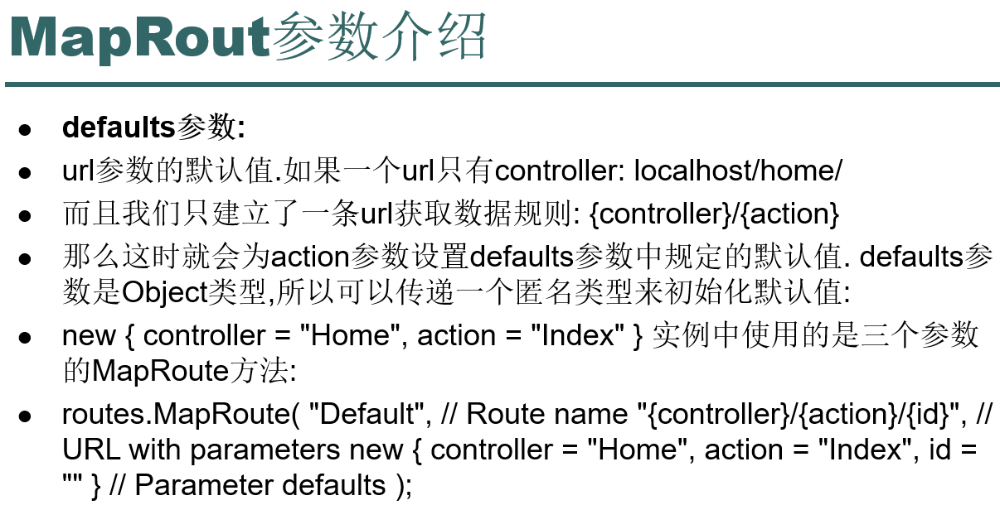 MapRout参数介绍
● defaults参数:
● url参数的默认值.如果一个url只有controller: localhost/home/
● 而且我们只建立了一条url获取数据规则: {controller}/{action}
● 那么这时就会为action参数设置defaults参数中规定的默认值. defaults参
数是Object类型,所以可以传递一个匿名类型来初始化默认值:
● new { controller = "Home", action = "Index" } 实例中使用的是三个参数
的MapRoute方法:
● routes.MapRoute( "Default", // Route name "{controller}/{action}/{id}", //
URL with parameters new { controller = "Home", action = "Index", id =
"" } // Parameter defaults );